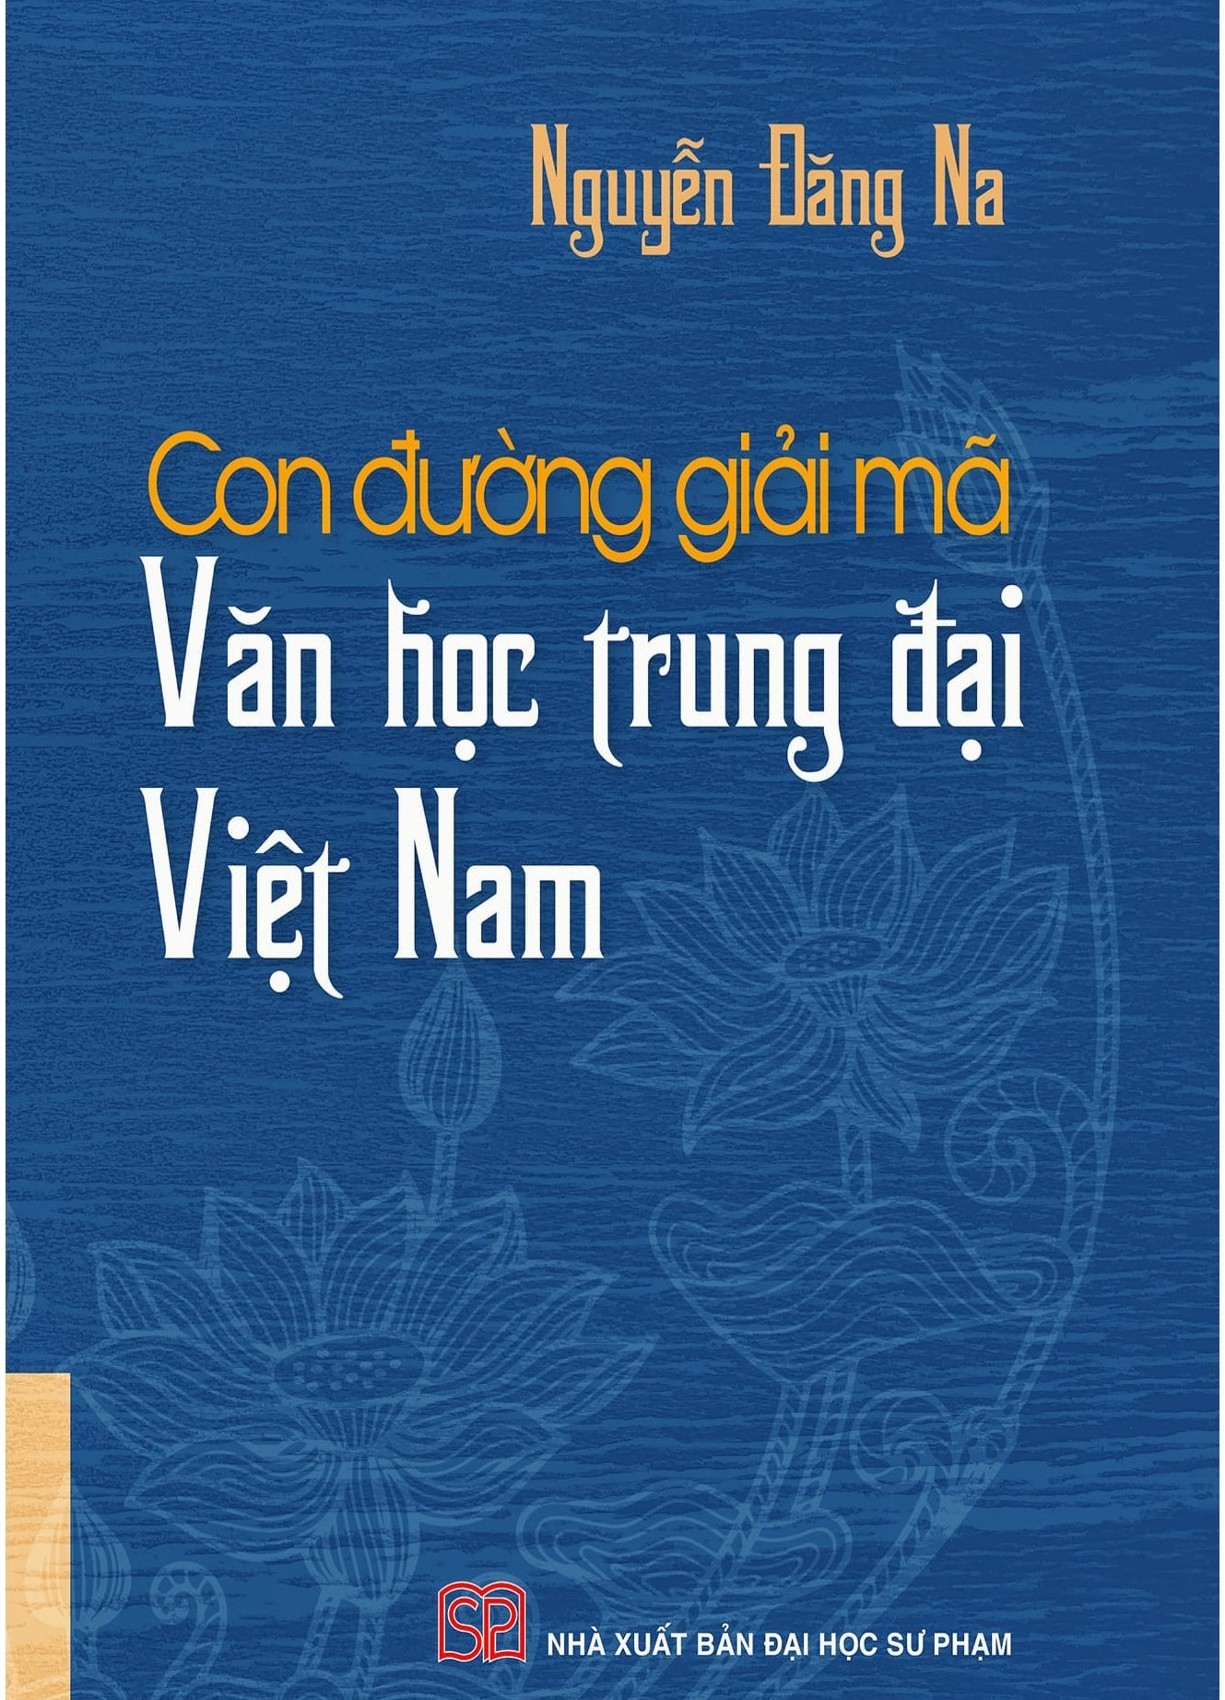 Nguyễn Đăng Na
Con đường giải mã
Văn học trung đại
Việt Nam
SP
NHÀ XUẤT BẢN ĐẠI HỌC SƯ PHẠM